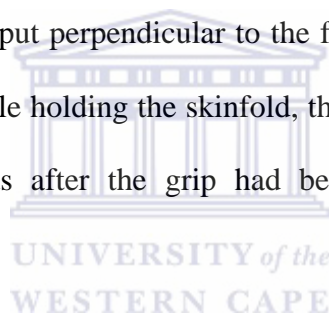 put perpendicular to the f
le holding the skinfold, th
s after the grip had be
UNIVERSITY of the
WESTERN CAPE